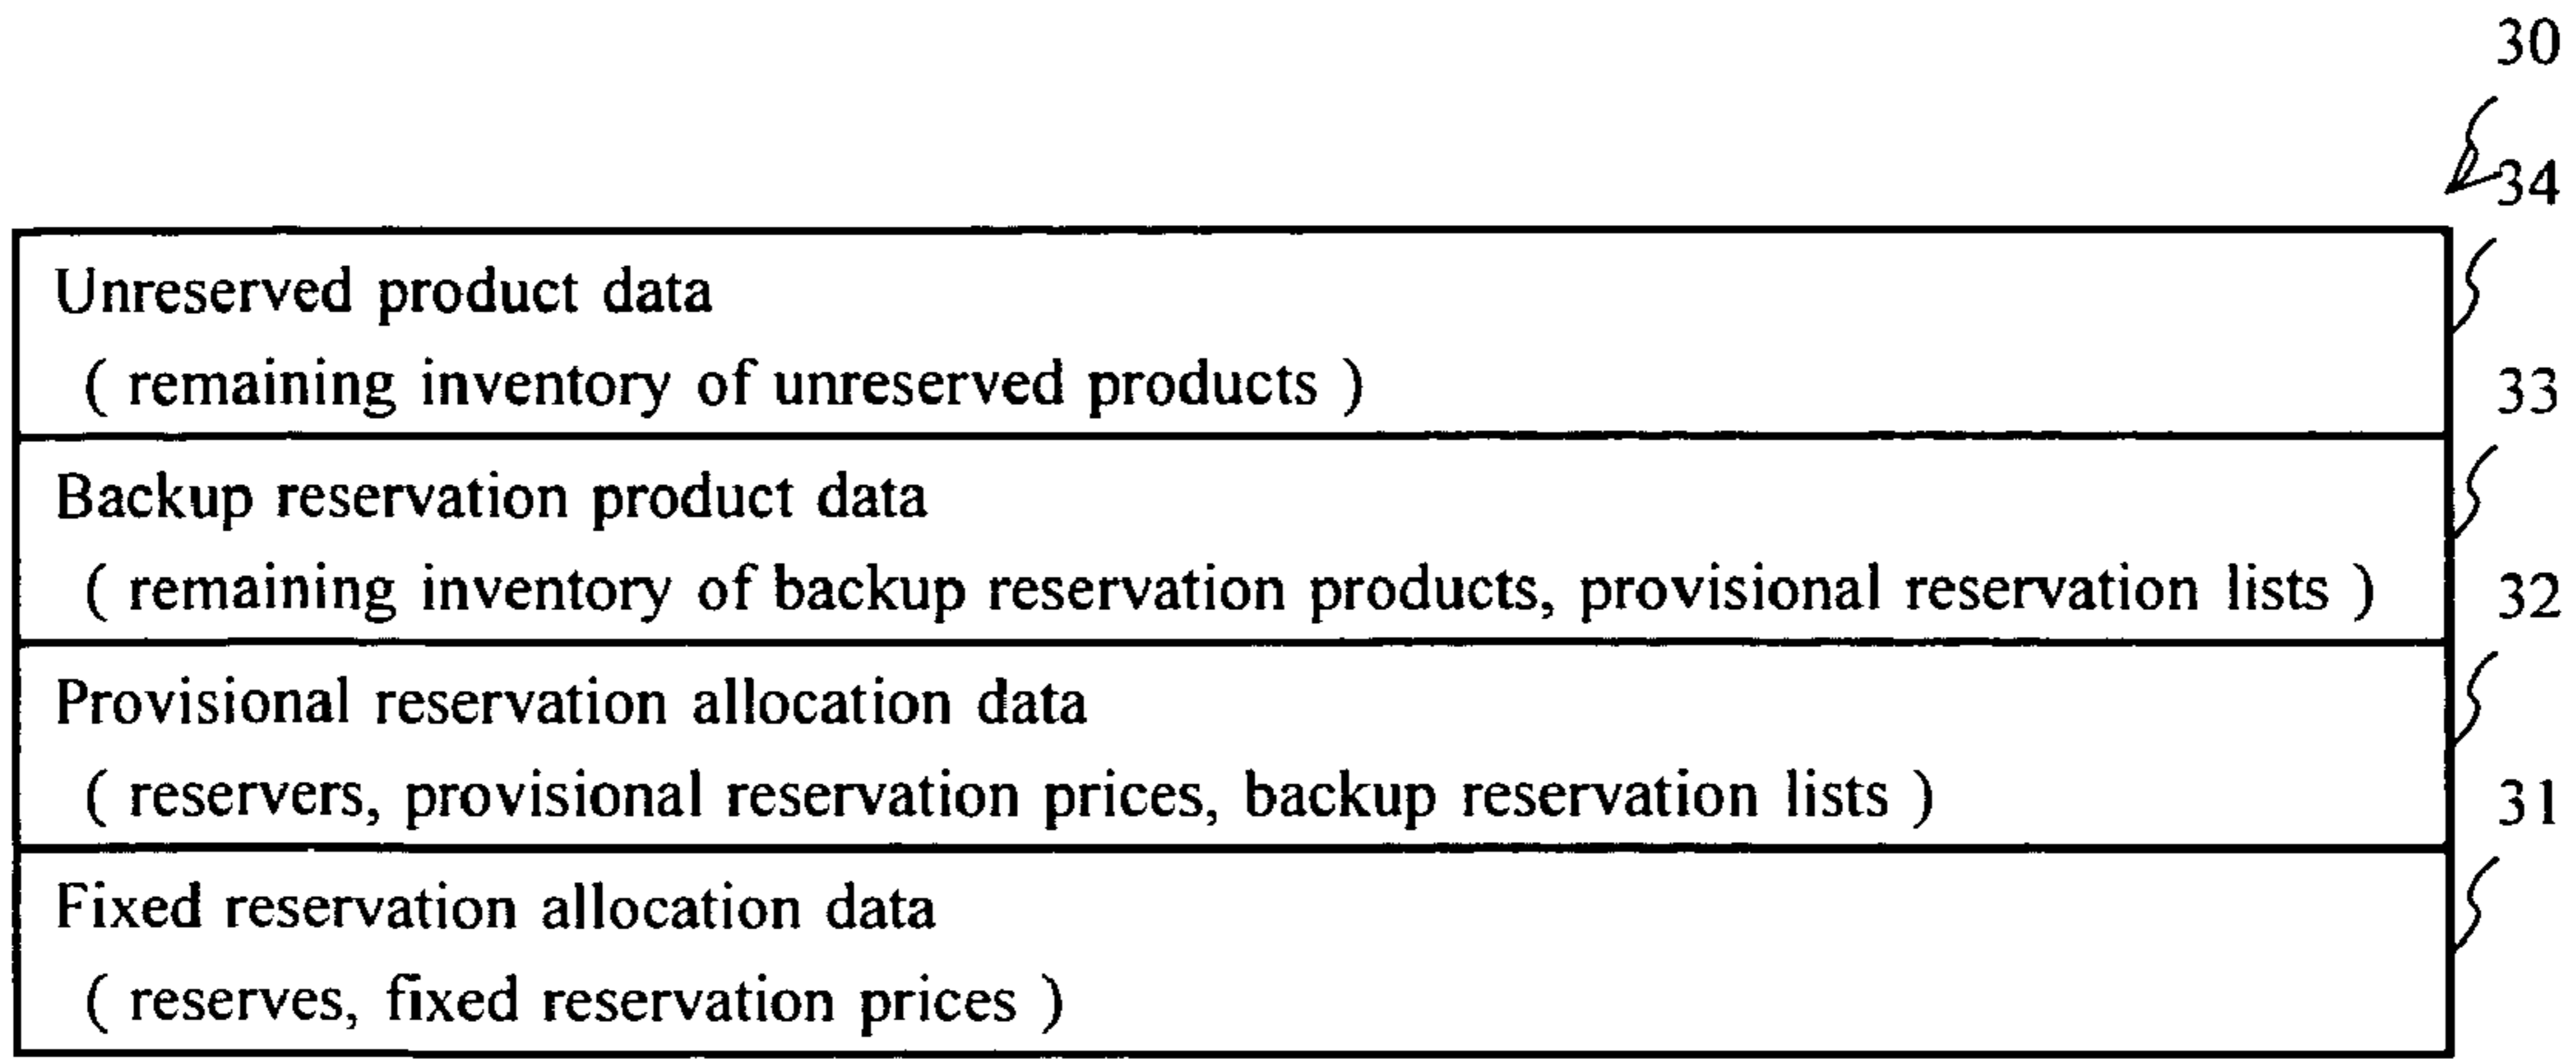 30
34
Unreserved product data
( remaining inventory of unreserved products )
33
Backup reservation product data
( remaining inventory of backup reservation products, provisional reservation lists )
32
Provisional reservation allocation data
( reservers, provisional reservation prices, backup reservation lists )
31
Fixed reservation allocation data
( reserves, fixed reservation prices )